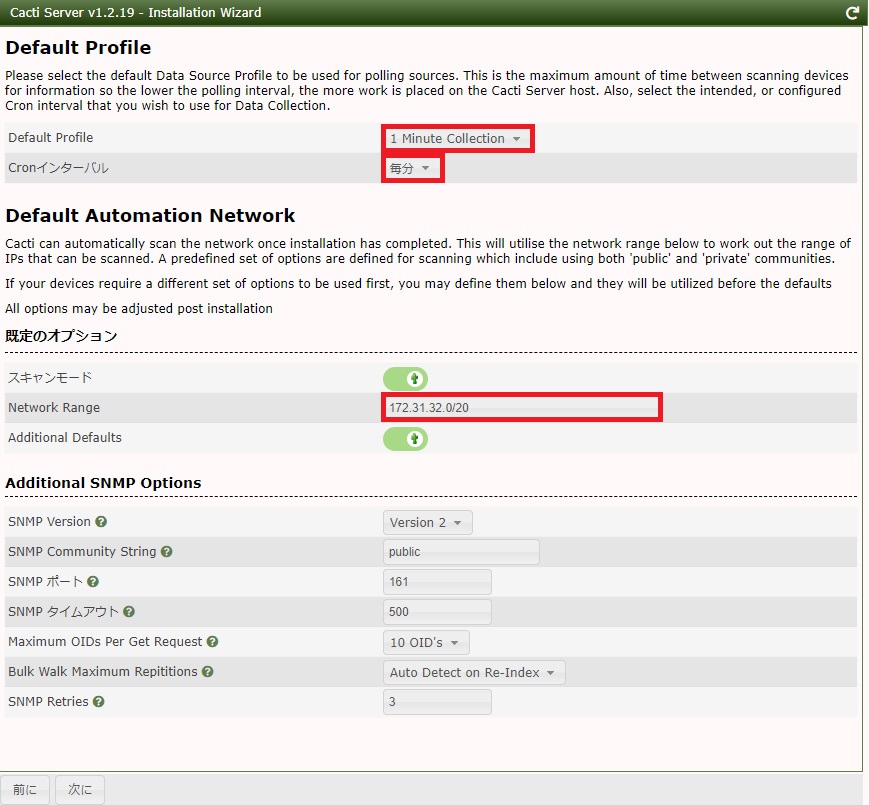 Cacti Server v1.2.19 - Installation Wizard
Default Profile
Please select the default Data Source Profile to be used for polling sources. This is the maximum amount of time between scanning devices
for information so the lower the polling interval, the more work is placed on the Cacti Server host. Also, select the intended, or configured
Cron interval that you wish to use for Data Collection.
Default Profile 1 Minute Collection
Cronインターバル 毎分
Default Automation Network
Cacti can automatically scan the network once installation has completed. This will utilise the network range below to work out the range of
IPs that can be scanned. A predefined set of options are defined for scanning which include using both 'public' and 'private' communities.
If your devices require a different set of options to be used first, you may define them below and they will be utilized before the defaults
All options may be adjusted post installation
既定のオプション
スキャンモード
Network Range 172.31.32.0/20
Additional Defaults
Additional SNMP Options
SNMP Version Version 2
SNMP Community String public
SNMP ポート 161
SNMP タイムアウト 500
Maximum OIDs Per Get Request 10 OID's
Bulk Walk Maximum Repititions Auto Detect on Re-Index
SNMP Retries 3
前に 次に